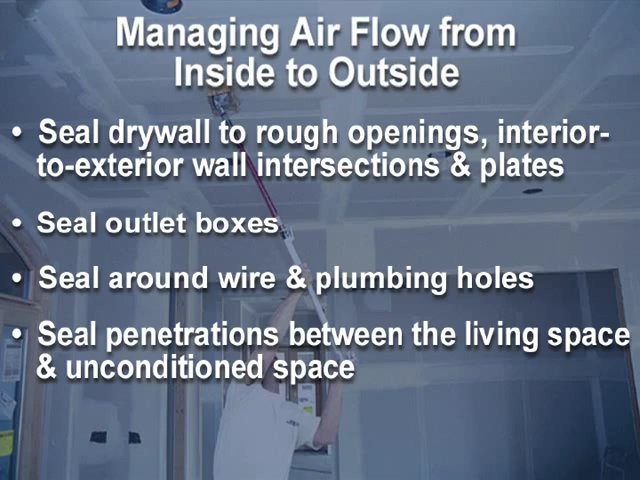 Managing Air Flow from
Inside to Outside
• Seal drywall to rough openings, interior-
to-exterior wall intersections & plates
• Seal outlet boxes
• Seal around wire & plumbing holes
• Seal penetrations between the living space
& unconditioned space